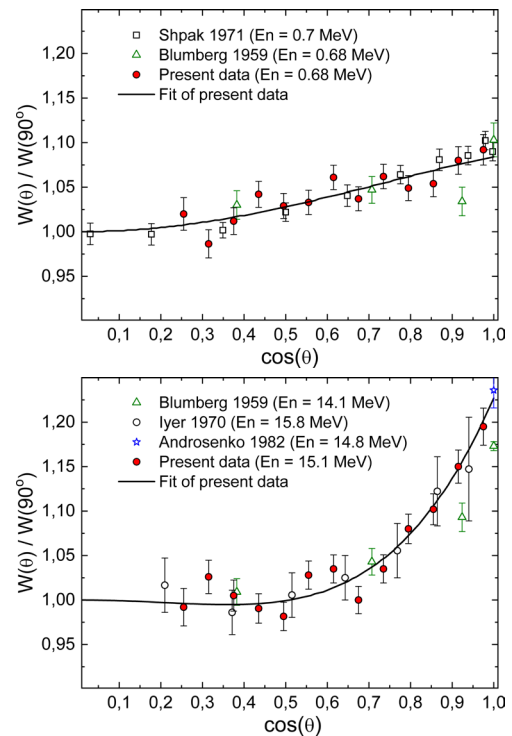 Shpak 1971 (En = 0.7 MeV)
Blumberg 1959 (En = 0.68 MeV)
Present data (En = 0.68 MeV)
Fit of present data
W(θ) / W(90°)
1,20
1,15
1,10
1,05
1,00
0,95
0,1 0,2 0,3 0,4 0,5 0,6 0,7 0,8 0,9 1,0
cos(θ)
Blumberg 1959 (En = 14.1 MeV)
Iyer 1970 (En = 15.8 MeV)
Androsenko 1982 (En = 14.8 MeV)
Present data (En = 15.1 MeV)
Fit of present data
W(θ) / W(90°)
1,20
1,15
1,10
1,05
1,00
0,95
0,1 0,2 0,3 0,4 0,5 0,6 0,7 0,8 0,9 1,0
cos(θ)